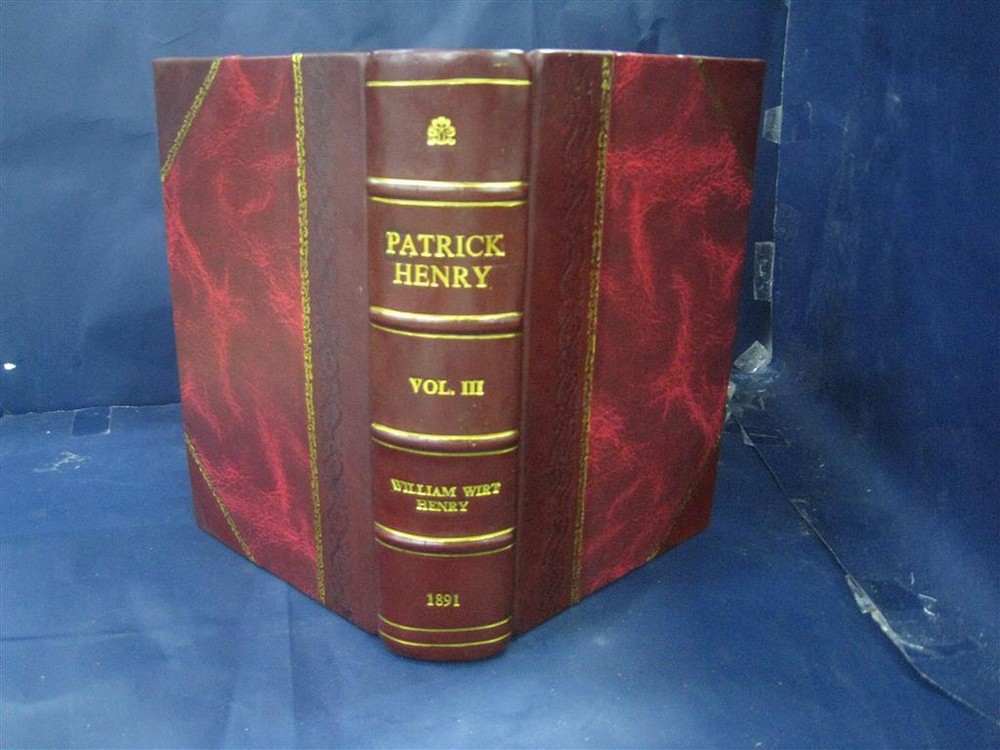 PATRICK
HENRY
VOL. III
WILLIAM WIRT
HENRY
1891